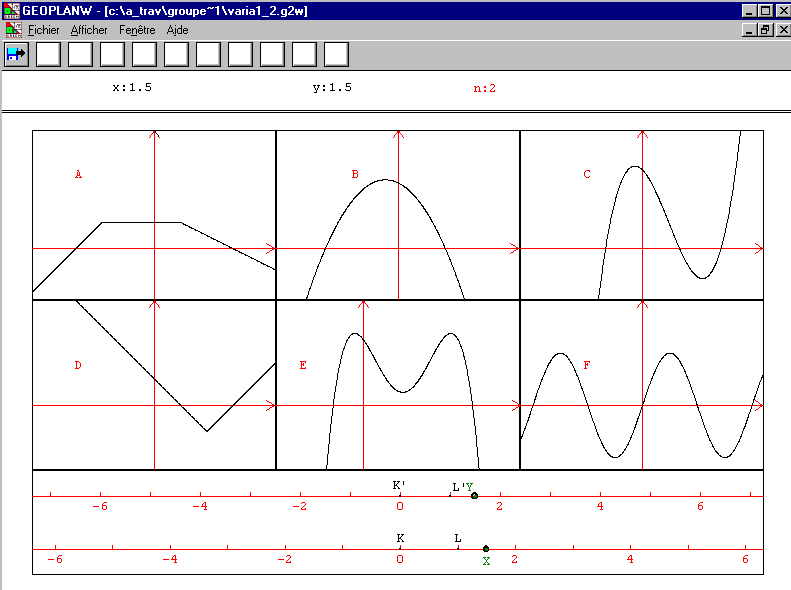 GEOPLANW - [c:\a_trav\groupe~1\varia1_2.g2w]
Fichier Afficher Fenêtre Aide
x:1.5 y:1.5 n:2
A B C
D E F
K' L'Y
-6 -4 -2 0 2 4 6
K L
-6 -4 -2 0 2 4 6
X